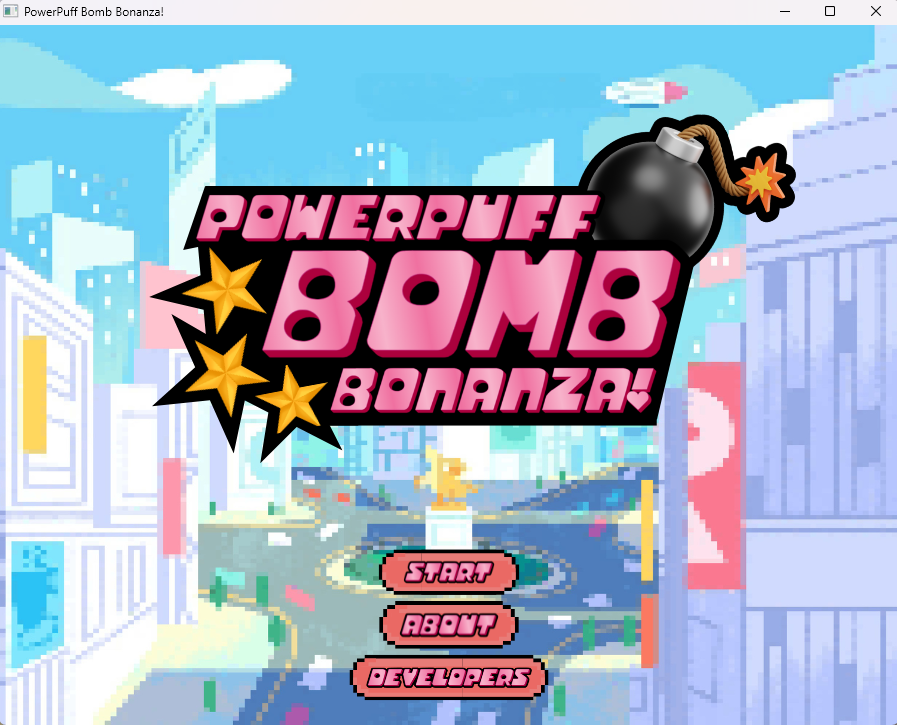 PowerPuff Bomb Bonanza!
POWERPUFF
BOMB
BONANZA!
START
ABOUT
DEVELOPERS